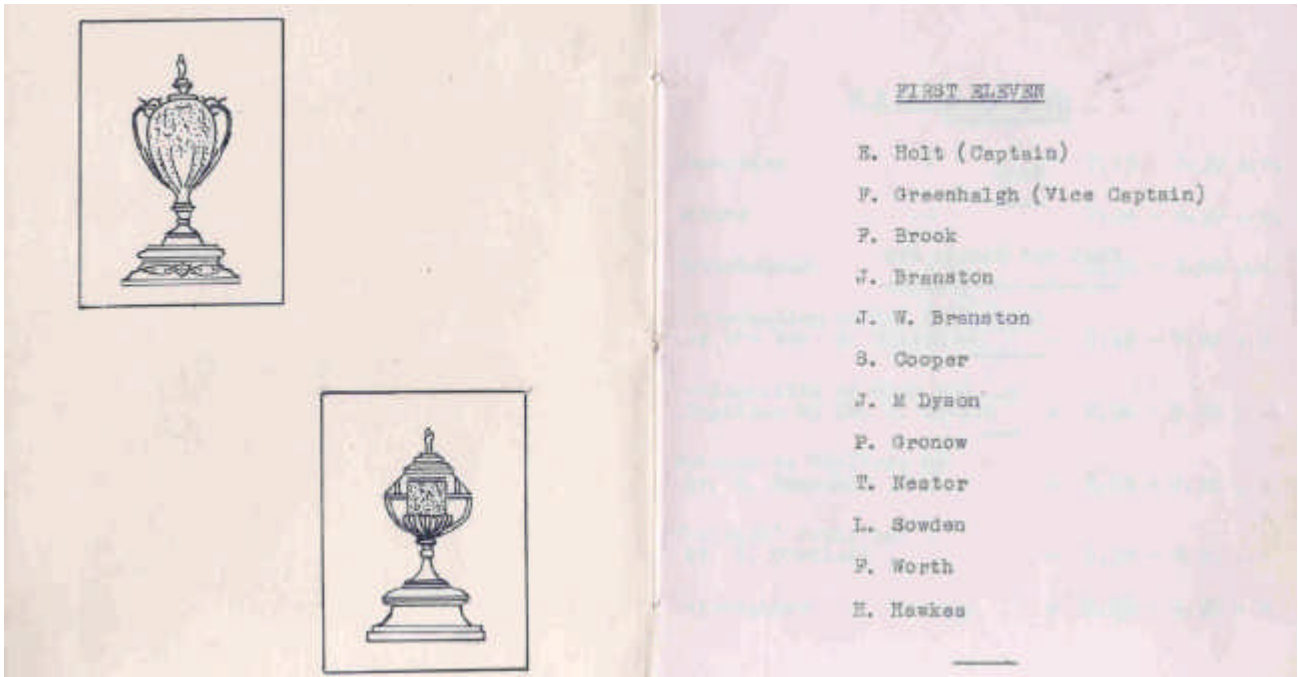 FIRST ELEVEN
E. Holt (Captain)
F. Greenhalgh (Vice Captain)
F. Brook
J. Branston
J. W. Branston
S. Cooper
J. M Dyson
P. Gronow
T. Nestor
L. Sowden
F. Worth
H. Hawkes